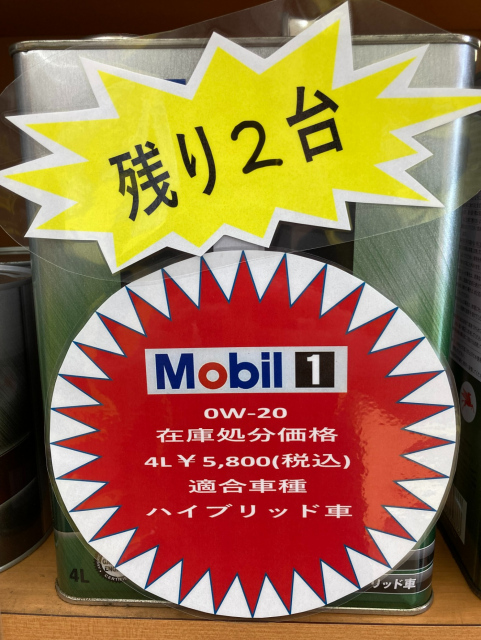 残り2台
Mobil 1
0W-20
在庫処分価格
4L￥5,800(税込)
適合車種
ハイブリッド車
4L
リッド車